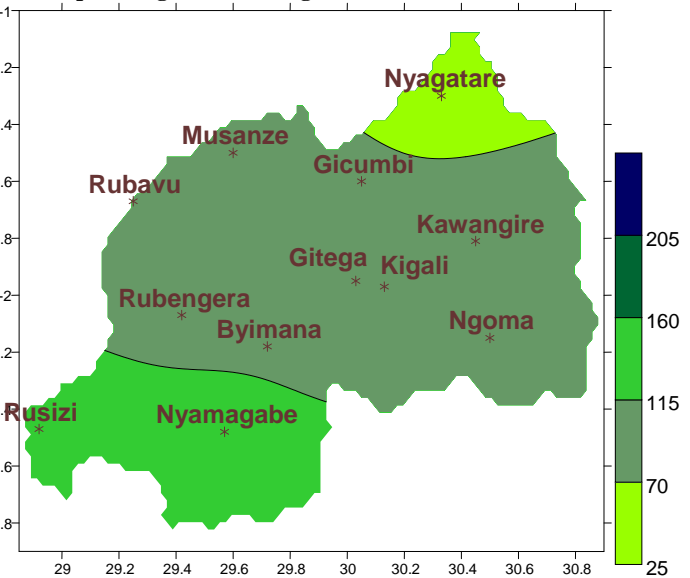 -1
.2
Nyagatare
.4
Musanze
Gicumbi
.6
Rubavu
Kawangire
.8
Gitega
Kigali
-2
Rubengera
Byimana
Ngoma
.2
Rusizi
Nyamagabe
.4
.6
.8
29 29.2 29.4 29.6 29.8 30 30.2 30.4 30.6 30.8
205
160
115
70
25